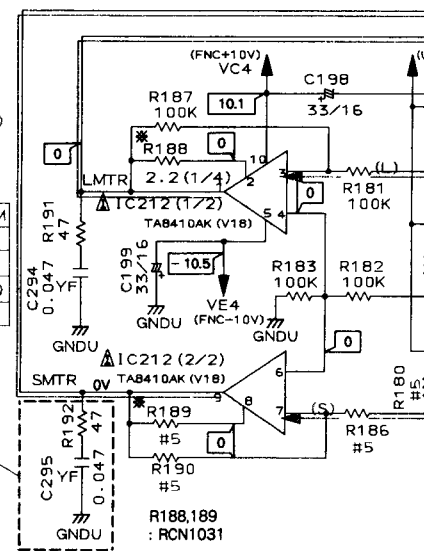 (FNC+10V)
VC4
C198
33/16
R187
100K
10.1
※
R188
0
0
10
2.2(1/4)
LMTR
1
2
3
(L)
0
R181
100K
IC212(1/2)
TA8410AK(V18)
5
4
R191
47
C199
33/16
-10.5
R183
100K
R182
100K
C294
0.047
YF
GNDU
VE4
(FNC-10V)
GNDU
GNDU
0
IC212(2/2)
TA8410AK(V18)
SMTR
0V
6
9
8
7
(S)
※
R189
#5
0
R186
#5
R180
R190
#5
R192
47
C295
YF
0.047
GNDU
R188,189
: RCN1031